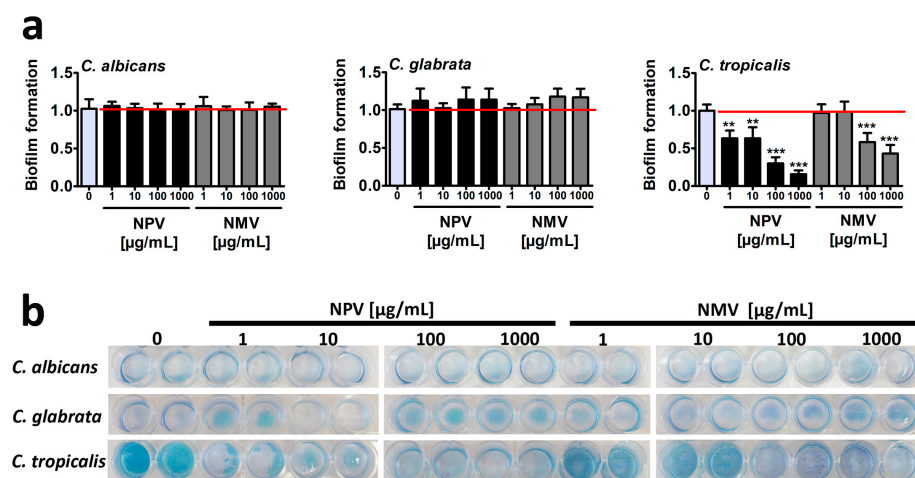 a
C. albicans
Biofilm formation
1.5
1.0
0.5
0.0
0 1 10 100 1000 1 10 100 1000
NPV NMV
[µg/mL] [µg/mL]
C. glabrata
Biofilm formation
1.5
1.0
0.5
0.0
0 1 10 100 1000 1 10 100 1000
NPV NMV
[µg/mL] [µg/mL]
C. tropicalis
Biofilm formation
1.5
1.0
0.5
0.0
** ** *** *** *** ***
0 1 10 100 1000 1 10 100 1000
NPV NMV
[µg/mL] [µg/mL]
b
NPV [µg/mL] NMV [µg/mL]
0 1 10 100 1000 1 10 100 1000
C. albicans
C. glabrata
C. tropicalis